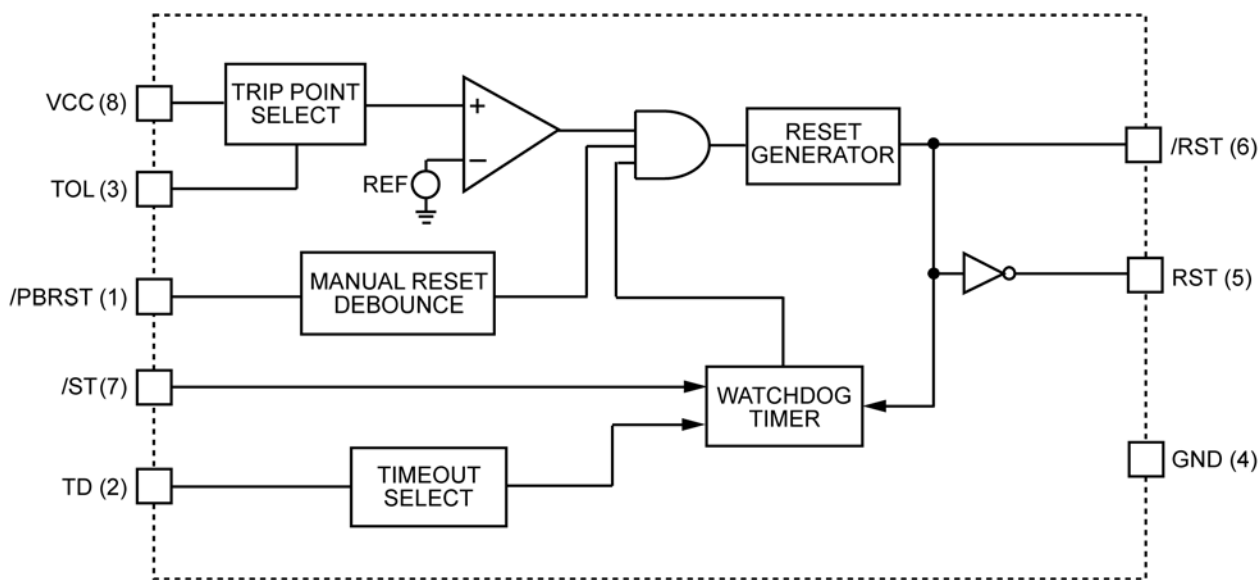 VCC (8)
TRIP POINT
SELECT
+
−
REF
TOL (3)
RESET
GENERATOR
/RST (6)
/PBRST (1)
MANUAL RESET
DEBOUNCE
RST (5)
/ST (7)
WATCHDOG
TIMER
TD (2)
TIMEOUT
SELECT
GND (4)